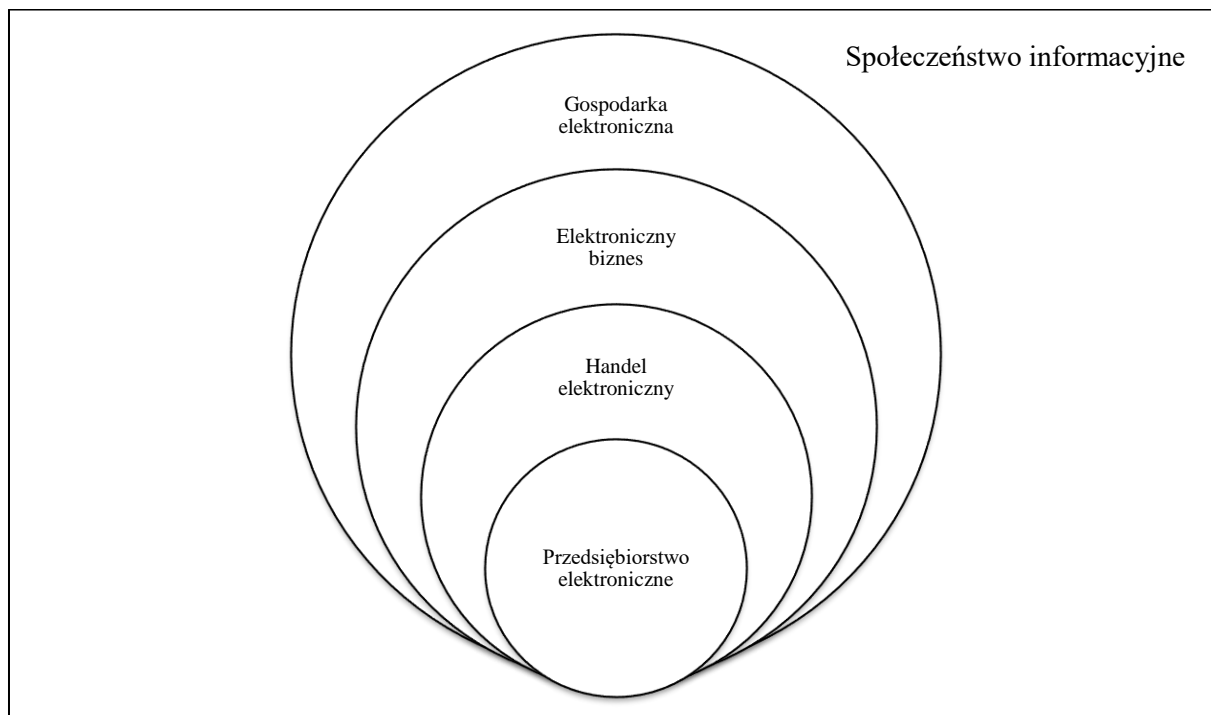 Społeczeństwo informacyjne
Gospodarka
elektroniczna
Elektroniczny
biznes
Handel
elektroniczny
Przedsiębiorstwo
elektroniczne